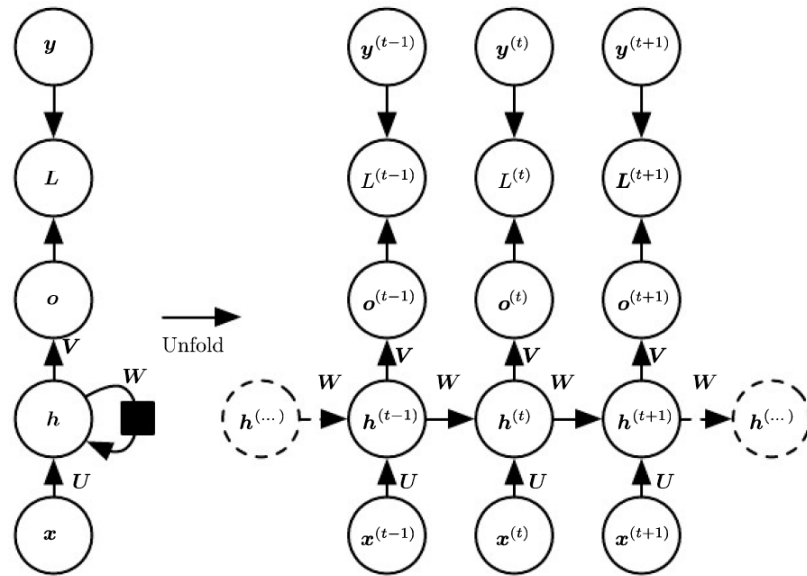 y y^(t−1) y^(t) y^(t+1)
L L^(t−1) L^(t) L^(t+1)
o o^(t−1) o^(t) o^(t+1)
Unfold
V V V V
W W W W W
h h^(...) h^(t−1) h^(t) h^(t+1) h^(...)
U U U U
x x^(t−1) x^(t) x^(t+1)